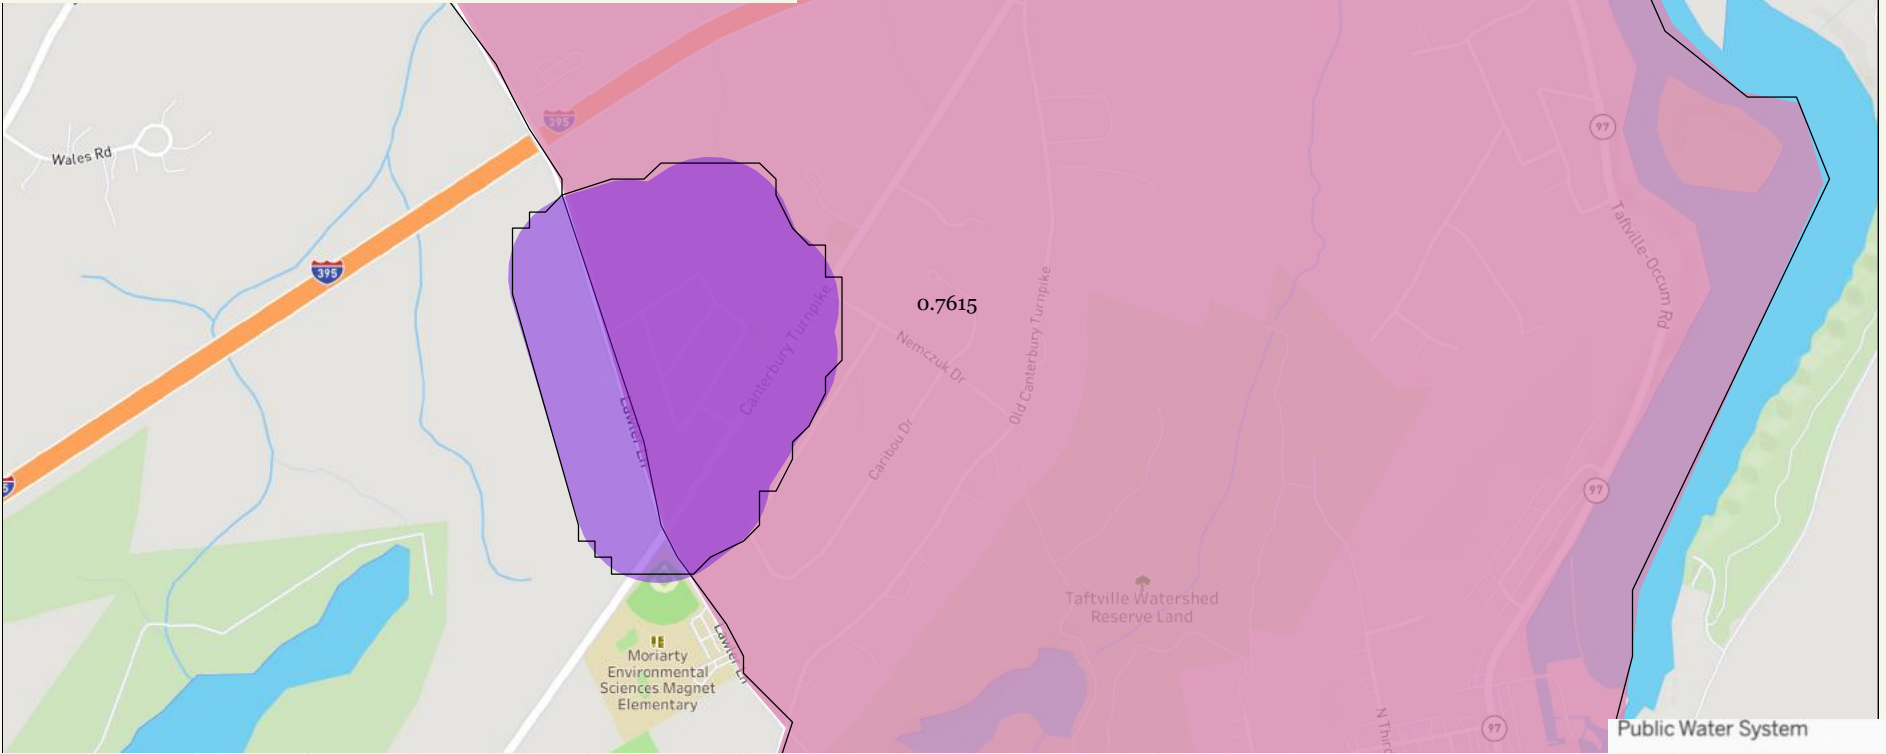 395
Wales Rd
97
Taftville-Occum Rd
395
0.7615
Canterbury Turnpike
Nemczuk Dr
Old Canterbury Turnpike
Lawler Ln
Caribou Dr
97
Taftville Watershed
Reserve Land
Moriarty
Environmental
Sciences Magnet
Elementary
Lawler Ln
97
Public Water System